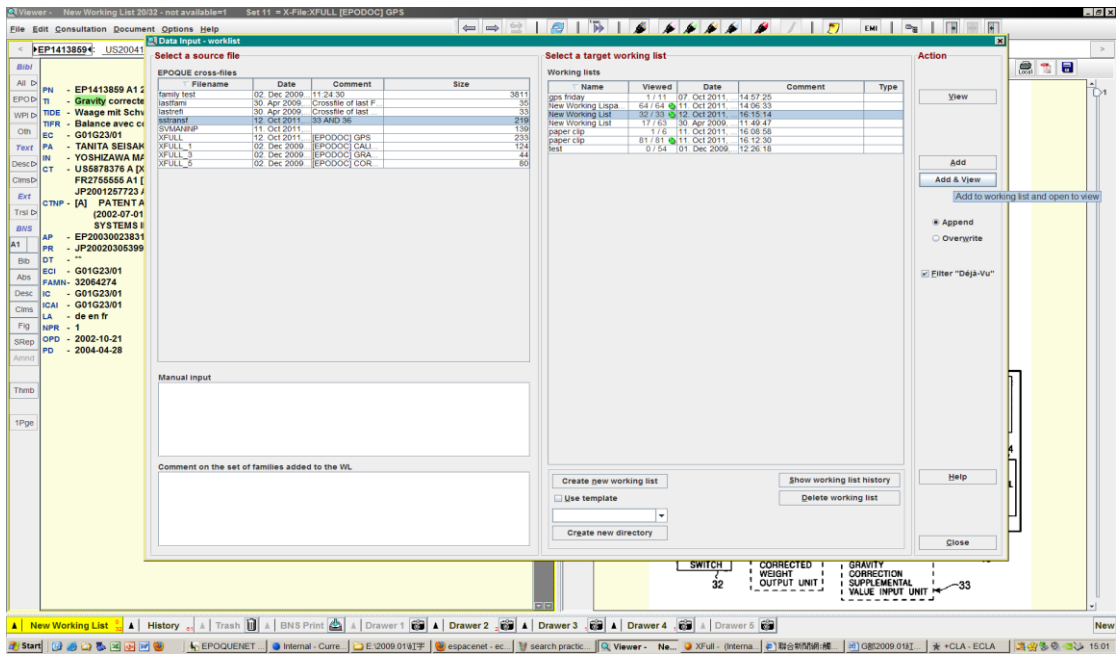 Viewer - New Working List 20/32 - not available=1 Set 11 = X-File:XFULL [EPODOC] GPS
File Edit Consultation Document Options Help
EMI
EP1413859 US20041
Data Input - worklist
Bibl
All
EPOD
WPI
Oth
Text
Desc
Clms
Ext
Trsl
BNS
A1
Bib
Abs
Desc
Clms
Fig
SRep
Amnd
Thmb
1Pge
PN - EP1413859 A1 2
TI - Gravity correcte
TIDE - Waage mit Schw
TIFR - Balance avec c
EC - G01G23/01
PA - TANITA SEISAK
IN - YOSHIZAWA MA
CT - US5878376 A [X
FR2755555 A1 [
JP2001257723 A
CTNP - [A] PATENT A
(2002-07-01
SYSTEMS I
AP - EP20030023831
PR - JP20020305399
DT - **
ECI - G01G23/01
FAMN- 32064274
IC - G01G23/01
ICAI - G01G23/01
LA - de en fr
NPR - 1
OPD - 2002-10-21
PD - 2004-04-28
Select a source file
EPOQUE cross-files
Filename Date Comment Size
family test 02. Dec 2009... 11:24:30 3811
lastfami 30. Apr 2009... Crossfile of last F... 35
lastrefi 30. Apr 2009... Crossfile of last ... 33
sstransf 12. Oct 2011... 33 AND 36 219
SVMANINP 11. Oct 2011... 139
XFULL 12. Oct 2011... [EPODOC] GPS 233
XFULL_1 02. Dec 2009... [EPODOC] CALI... 124
XFULL_3 02. Dec 2009... [EPODOC] GRA... 44
XFULL_5 02. Dec 2009... [EPODOC] COR... 80
Manual input
Comment on the set of families added to the WL
Select a target working list
Working lists
Name Viewed Date Comment Type
gps friday 1 / 11 07. Oct 2011, ... 14:57:25
New Working Lispa... 64 / 64 11. Oct 2011, ... 14:06:33
New Working List 32 / 33 12. Oct 2011, ... 16:15:14
New Working List 17 / 63 30. Apr 2009, ... 11:49:47
paper clip 1 / 6 11. Oct 2011, ... 16:08:58
paper clip 81 / 81 11. Oct 2011, ... 16:12:30
test 0 / 54 01. Dec 2009, ... 12:26:18
Create new working list
Show working list history
Use template
Delete working list
Create new directory
Action
View
Add
Add & View
Add to working list and open to view
Append
Overwrite
Filter "Déjà-Vu"
Help
Close
Local
1
4
L
SWITCH
32
CORRECTED
WEIGHT
OUTPUT UNIT
GRAVITY
CORRECTION
SUPPLEMENTAL
VALUE INPUT UNIT
33
New Working List History Trash BNS Print Drawer 1 Drawer 2 Drawer 3 Drawer 4 Drawer 5 New
Start EPOQUENET ... Internal - Curre... E:\2009.01\紅字 espacenet - ec... search practic... Viewer - Ne... XFull - (Interna... +CLA - ECLA 15:01